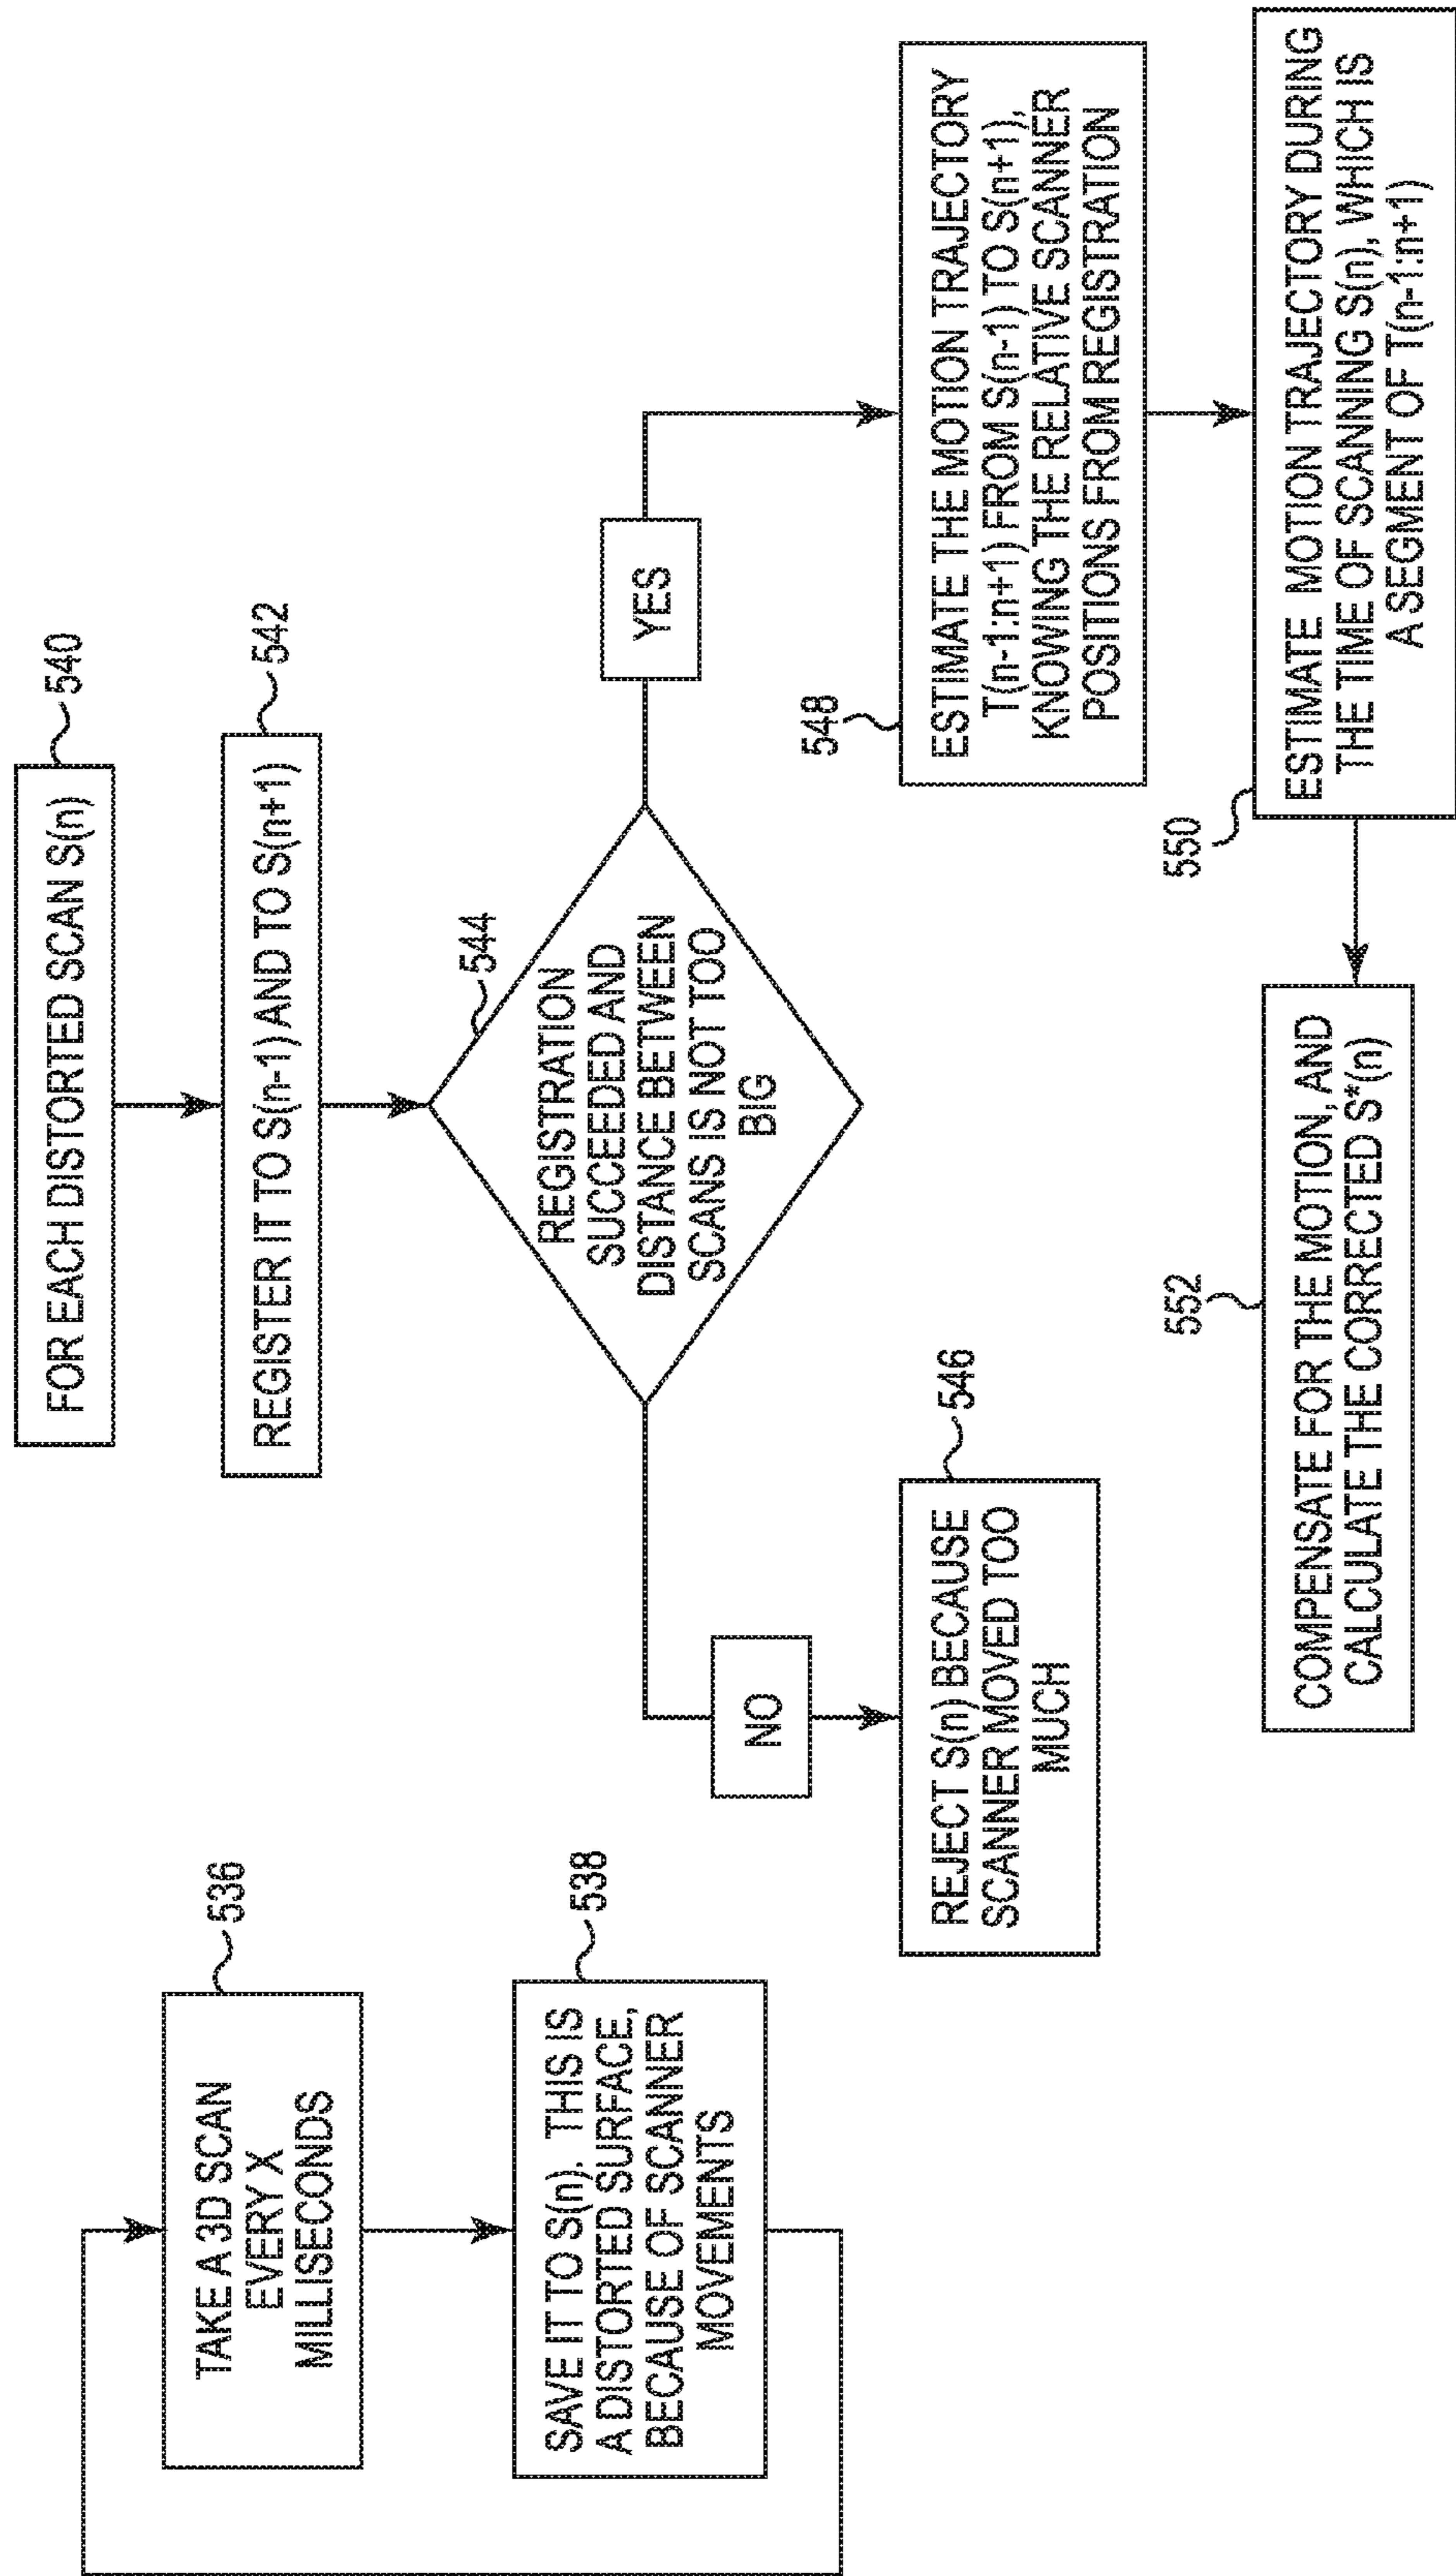 TAKE A 3D SCAN
EVERY X
MILLISECONDS
536
SAVE IT TO S(n). THIS IS
A DISTORTED SURFACE,
BECAUSE OF SCANNER
MOVEMENTS
538
FOR EACH DISTORTED SCAN S(n)
540
REGISTER IT TO S(n-1) AND TO S(n+1)
542
REGISTRATION
SUCCEEDED AND
DISTANCE BETWEEN
SCANS IS NOT TOO
BIG
544
NO
YES
REJECT S(n) BECAUSE
SCANNER MOVED TOO
MUCH
546
548
ESTIMATE THE MOTION TRAJECTORY
T(n-1:n+1) FROM S(n-1) TO S(n+1),
KNOWING THE RELATIVE SCANNER
POSITIONS FROM REGISTRATION
550
ESTIMATE MOTION TRAJECTORY DURING
THE TIME OF SCANNING S(n), WHICH IS
A SEGMENT OF T(n-1:n+1)
552
COMPENSATE FOR THE MOTION, AND
CALCULATE THE CORRECTED S*(n)